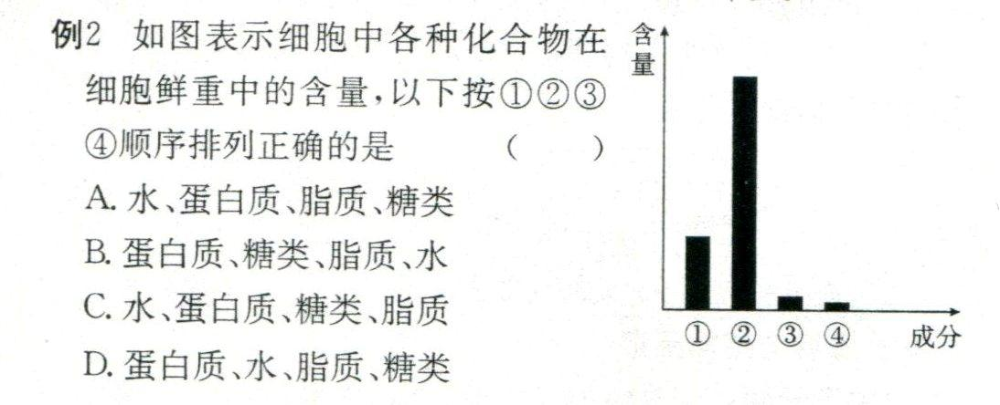 例2 如图表示细胞中各种化合物在
细胞鲜重中的含量,以下按①②③
④顺序排列正确的是 ( )
A. 水、蛋白质、脂质、糖类
B. 蛋白质、糖类、脂质、水
C. 水、蛋白质、糖类、脂质
D. 蛋白质、水、脂质、糖类
含量
① ② ③ ④ 成分